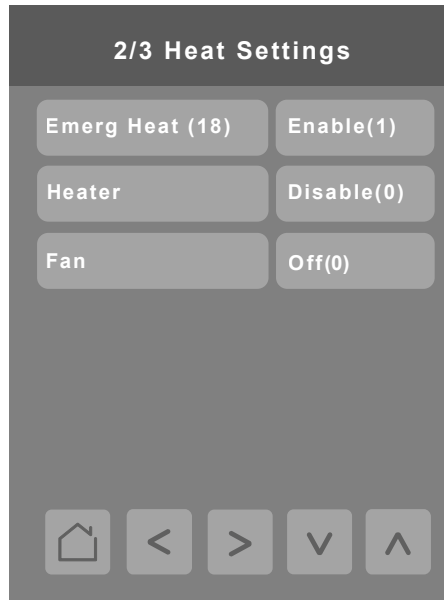 2/3 Heat Settings
Emerg Heat (18) Enable(1)
Heater Disable(0)
Fan Off(0)